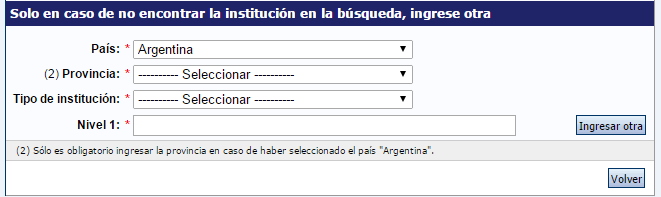 Solo en caso de no encontrar la institución en la búsqueda, ingrese otra
País: * Argentina
(2) Provincia: * ---------- Seleccionar ----------
Tipo de institución: * ---------- Seleccionar ----------
Nivel 1: * Ingresar otra
(2) Sólo es obligatorio ingresar la provincia en caso de haber seleccionado el país "Argentina".
Volver